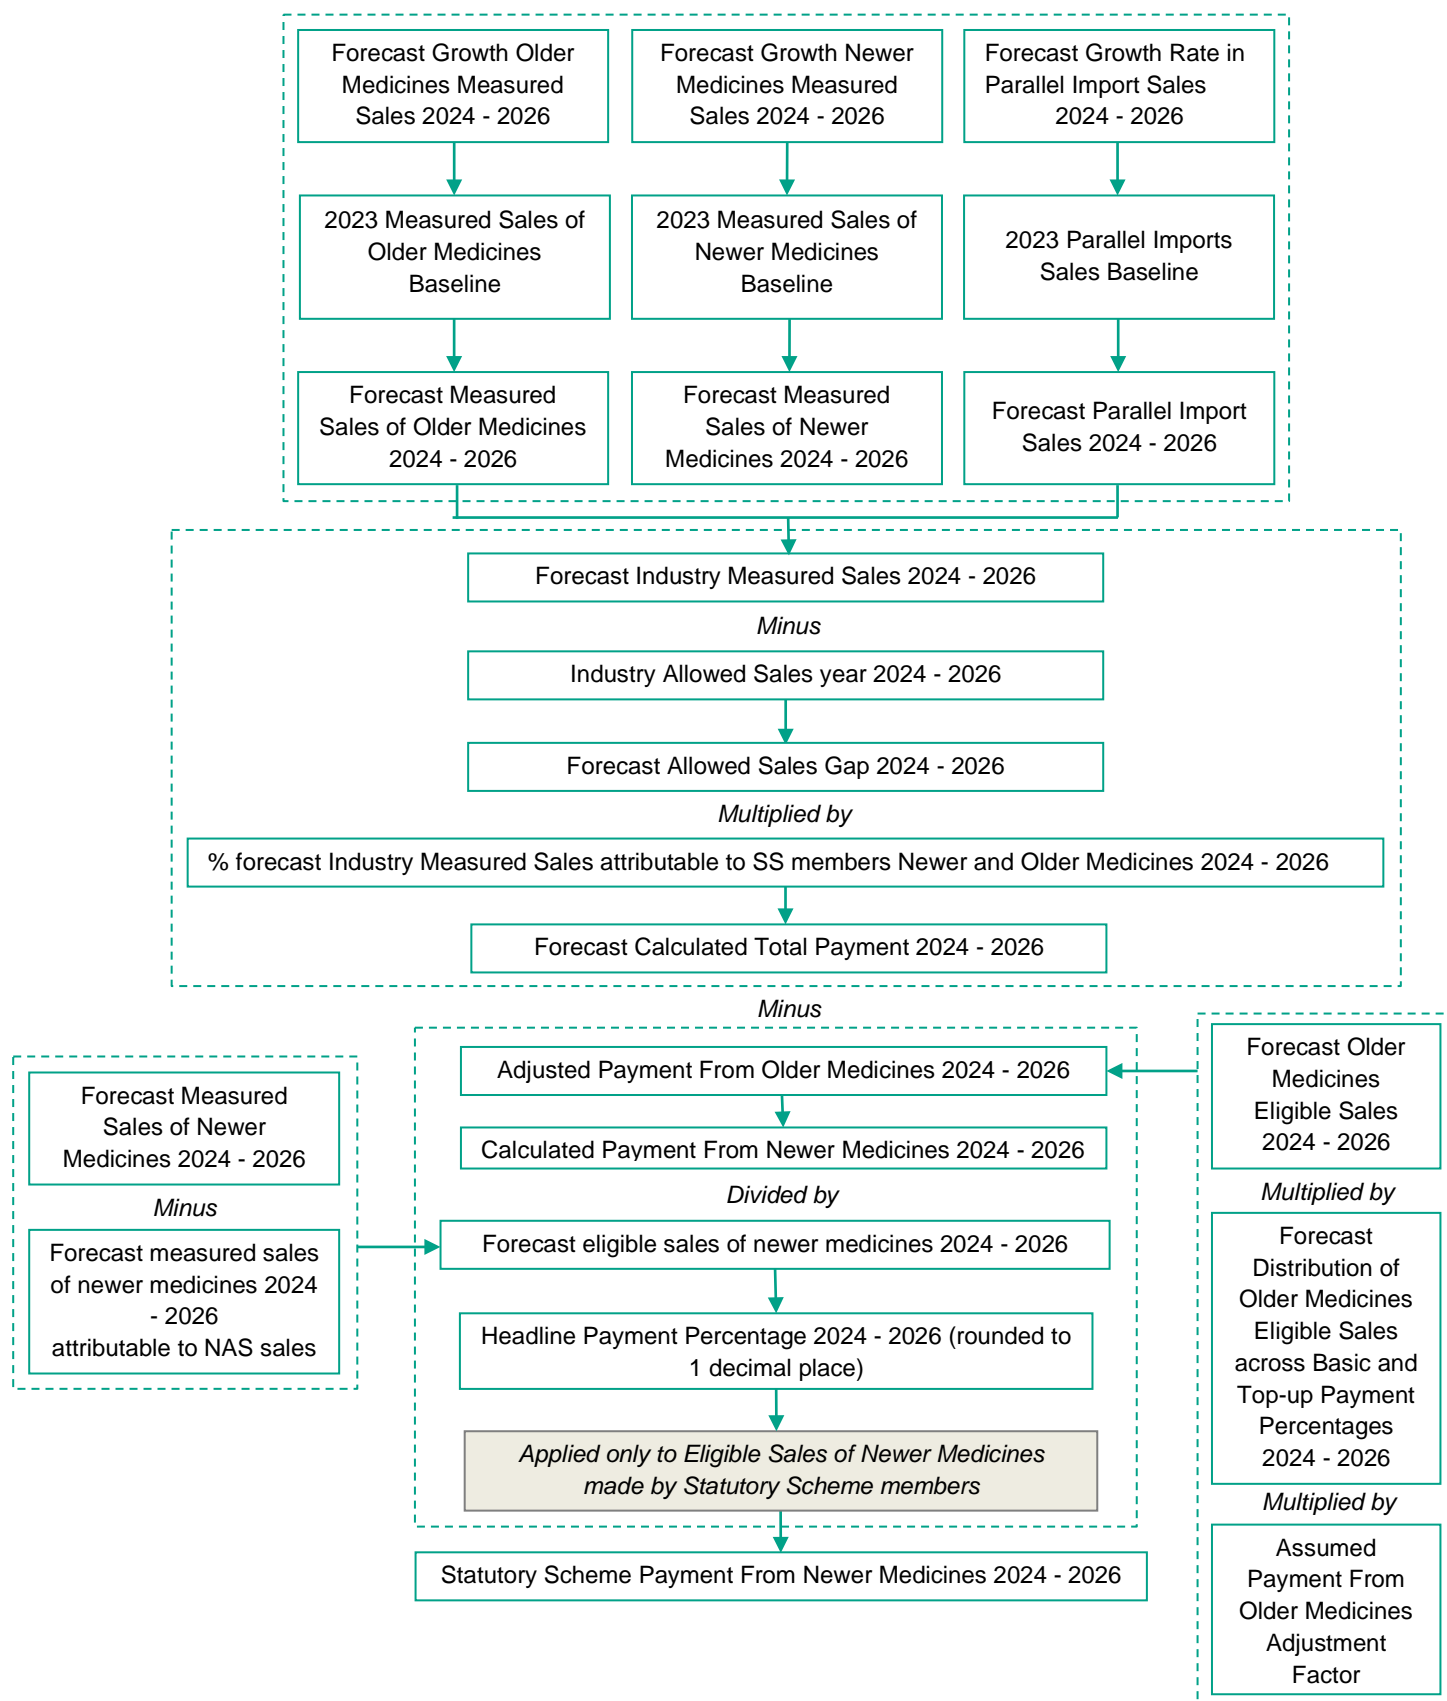 Forecast Growth Older
Medicines Measured
Sales 2024 - 2026
Forecast Growth Newer
Medicines Measured
Sales 2024 - 2026
Forecast Growth Rate in
Parallel Import Sales
2024 - 2026
2023 Measured Sales of
Older Medicines
Baseline
2023 Measured Sales of
Newer Medicines
Baseline
2023 Parallel Imports
Sales Baseline
Forecast Measured
Sales of Older Medicines
2024 - 2026
Forecast Measured
Sales of Newer
Medicines 2024 - 2026
Forecast Parallel Import
Sales 2024 - 2026
Forecast Industry Measured Sales 2024 - 2026
Minus
Industry Allowed Sales year 2024 - 2026
Forecast Allowed Sales Gap 2024 - 2026
Multiplied by
% forecast Industry Measured Sales attributable to SS members Newer and Older Medicines 2024 - 2026
Forecast Calculated Total Payment 2024 - 2026
Minus
Adjusted Payment From Older Medicines 2024 - 2026
Calculated Payment From Newer Medicines 2024 - 2026
Divided by
Forecast eligible sales of newer medicines 2024 - 2026
Headline Payment Percentage 2024 - 2026 (rounded to
1 decimal place)
Applied only to Eligible Sales of Newer Medicines
made by Statutory Scheme members
Statutory Scheme Payment From Newer Medicines 2024 - 2026
Forecast Measured
Sales of Newer
Medicines 2024 - 2026
Minus
Forecast measured sales
of newer medicines 2024
- 2026
attributable to NAS sales
Forecast Older
Medicines
Eligible Sales
2024 - 2026
Multiplied by
Forecast
Distribution of
Older Medicines
Eligible Sales
across Basic and
Top-up Payment
Percentages
2024 - 2026
Multiplied by
Assumed
Payment From
Older Medicines
Adjustment
Factor